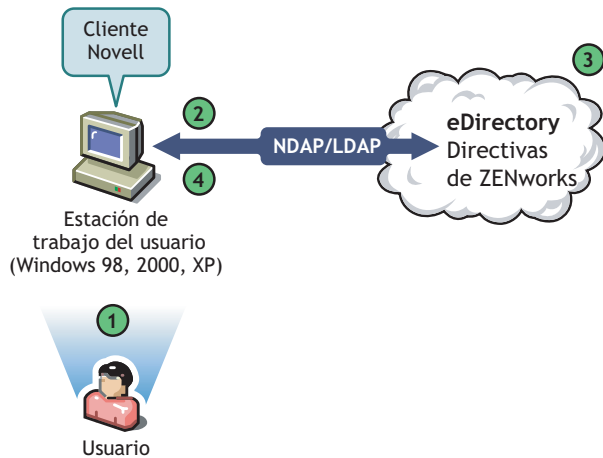 Cliente
Novell
3
2
eDirectory
Directivas
de ZENworks
NDAP/LDAP
4
Estación de
trabajo del usuario
(Windows 98, 2000, XP)
1
Usuario